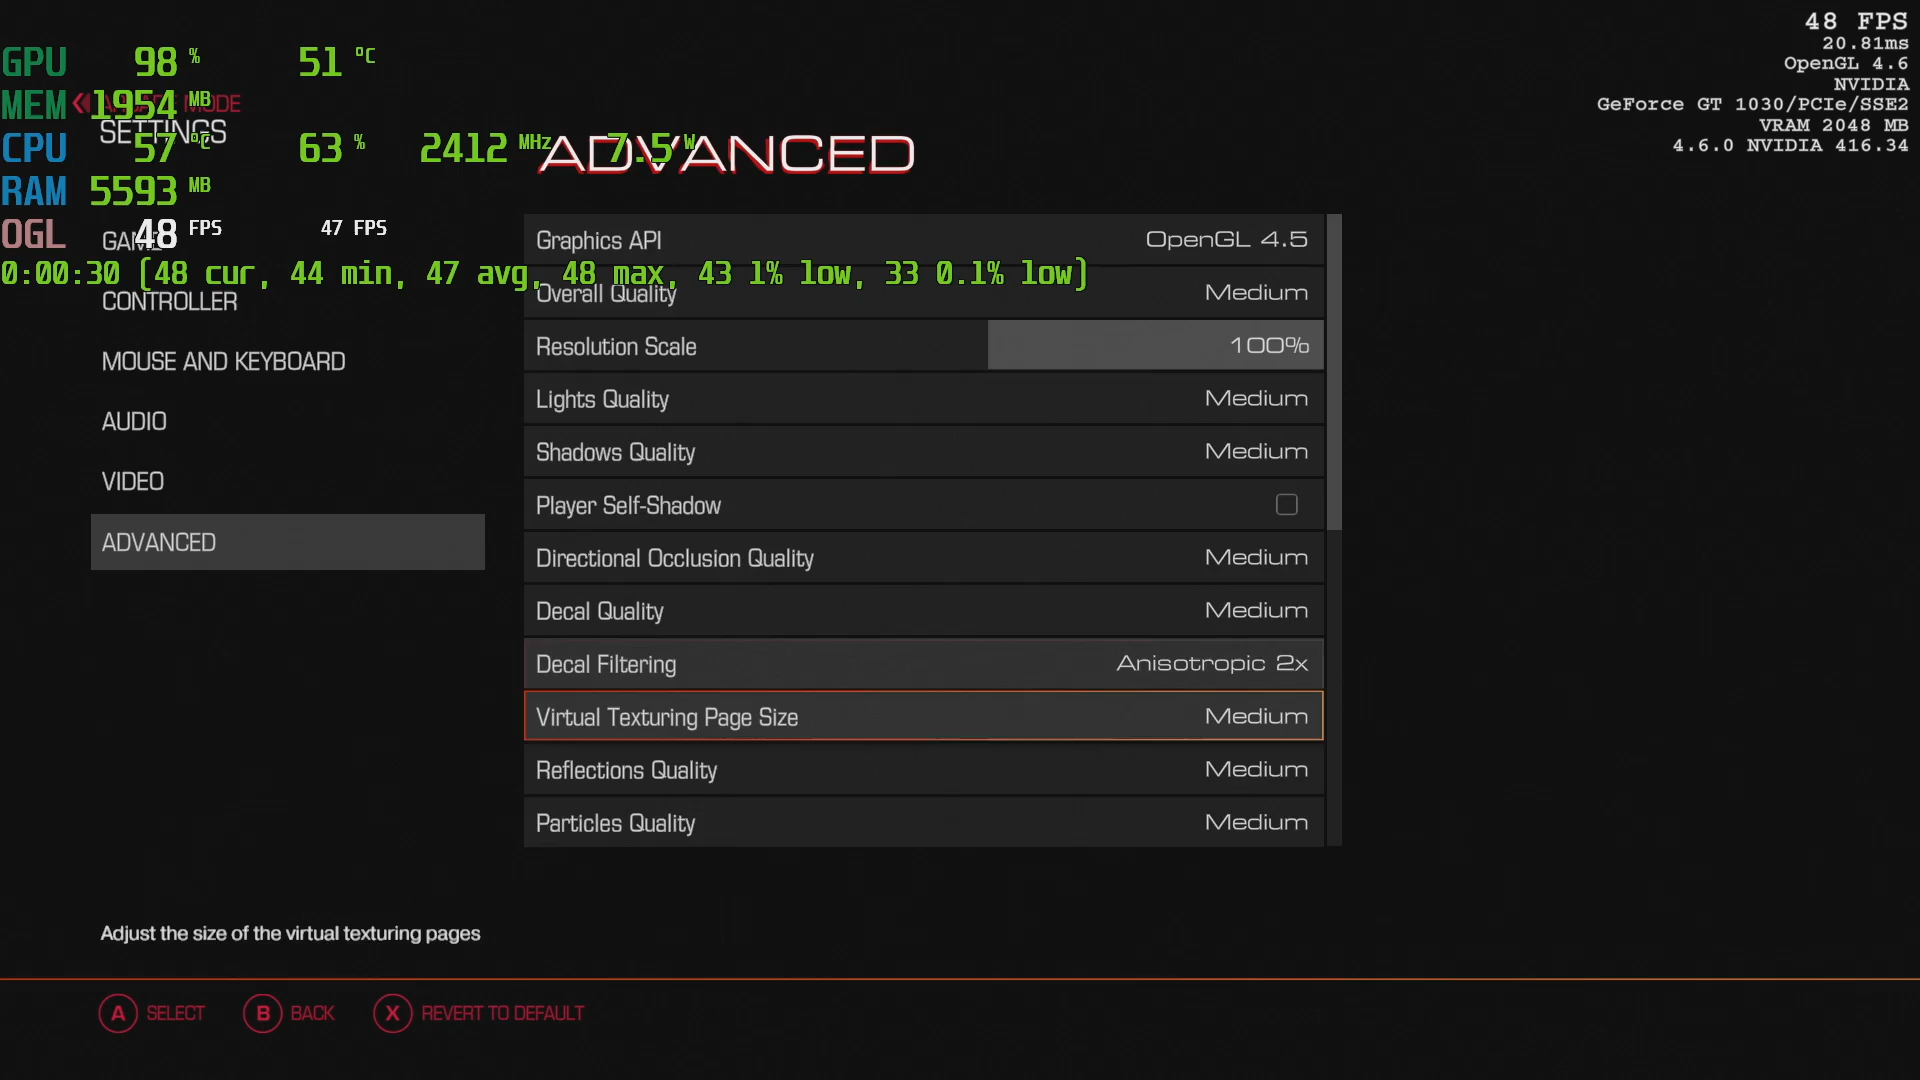 48 FPS
20.81ms
OpenGL 4.6
NVIDIA
GeForce GT 1030/PCIe/SSE2
VRAM 2048 MB
4.6.0 NVIDIA 416.34
GPU 98 % 51 °C
MEM 1954 MB
ARCADE MODE
SETTINGS
CPU 57 °C 63 % 2412 MHz 7.5 W
ADVANCED
RAM 5593 MB
OGL 48 FPS 47 FPS
0:00:30 [48 cur, 44 min, 47 avg, 48 max, 43 1% low, 33 0.1% low]
GAME
CONTROLLER
MOUSE AND KEYBOARD
AUDIO
VIDEO
ADVANCED
Graphics API OpenGL 4.5
Overall Quality Medium
Resolution Scale 100%
Lights Quality Medium
Shadows Quality Medium
Player Self-Shadow
Directional Occlusion Quality Medium
Decal Quality Medium
Decal Filtering Anisotropic 2x
Virtual Texturing Page Size Medium
Reflections Quality Medium
Particles Quality Medium
Adjust the size of the virtual texturing pages
A SELECT B BACK X REVERT TO DEFAULT